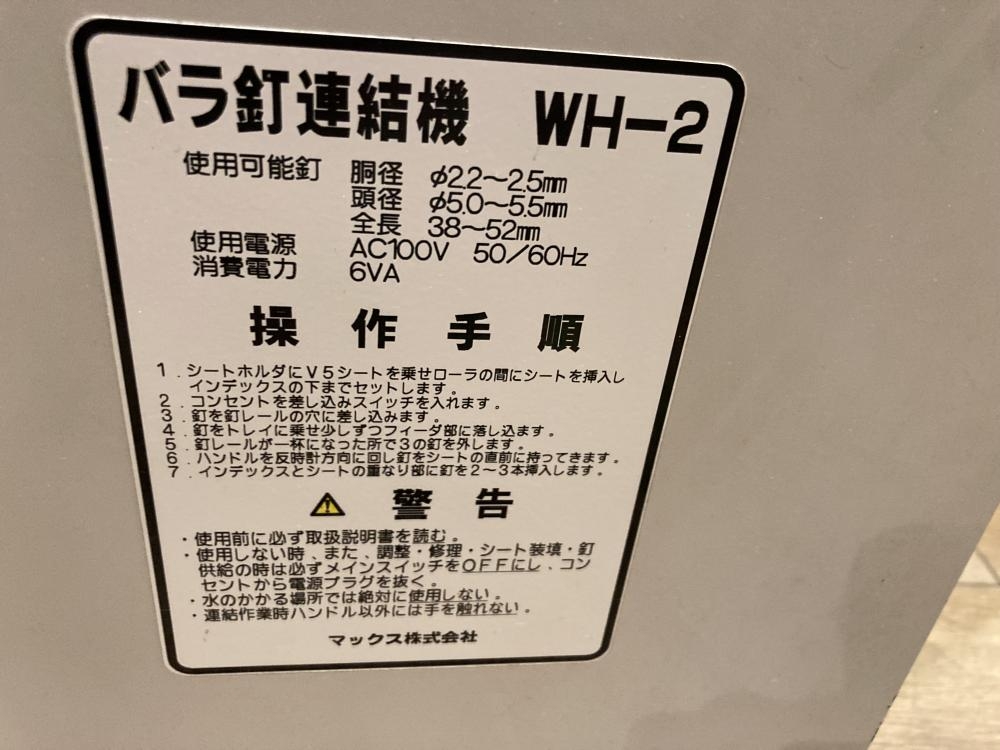 バラ釘連結機 WH-2
使用可能釘 胴径 φ2.2〜2.5mm
頭径 φ5.0〜5.5mm
全長 38〜52mm
使用電源 AC100V 50/60Hz
消費電力 6VA
操作手順
1.シートホルダにV5シートを乗せローラの間にシートを挿入し
インデックスの下までセットします。
2.コンセントを差し込みスイッチを入れます。
3.釘を釘レールの穴に差し込みます。
4.釘をトレイに乗せ少しずつフィーダ部に落し込ます。
5.釘レールが一杯になった所で3の釘を外します。
6.ハンドルを反時計方向に回し釘をシートの直前に持ってきます。
7.インデックスとシートの重なり部に釘を2〜3本挿入します。
警告
・使用前に必ず取扱説明書を読む。
・使用しない時、また、調整・修理・シート装填・釘
供給の時は必ずメインスイッチをOFFにし、コン
セントから電源プラグを抜く。
・水のかかる場所では絶対に使用しない。
・連結作業時ハンドル以外には手を触れない。
マックス株式会社